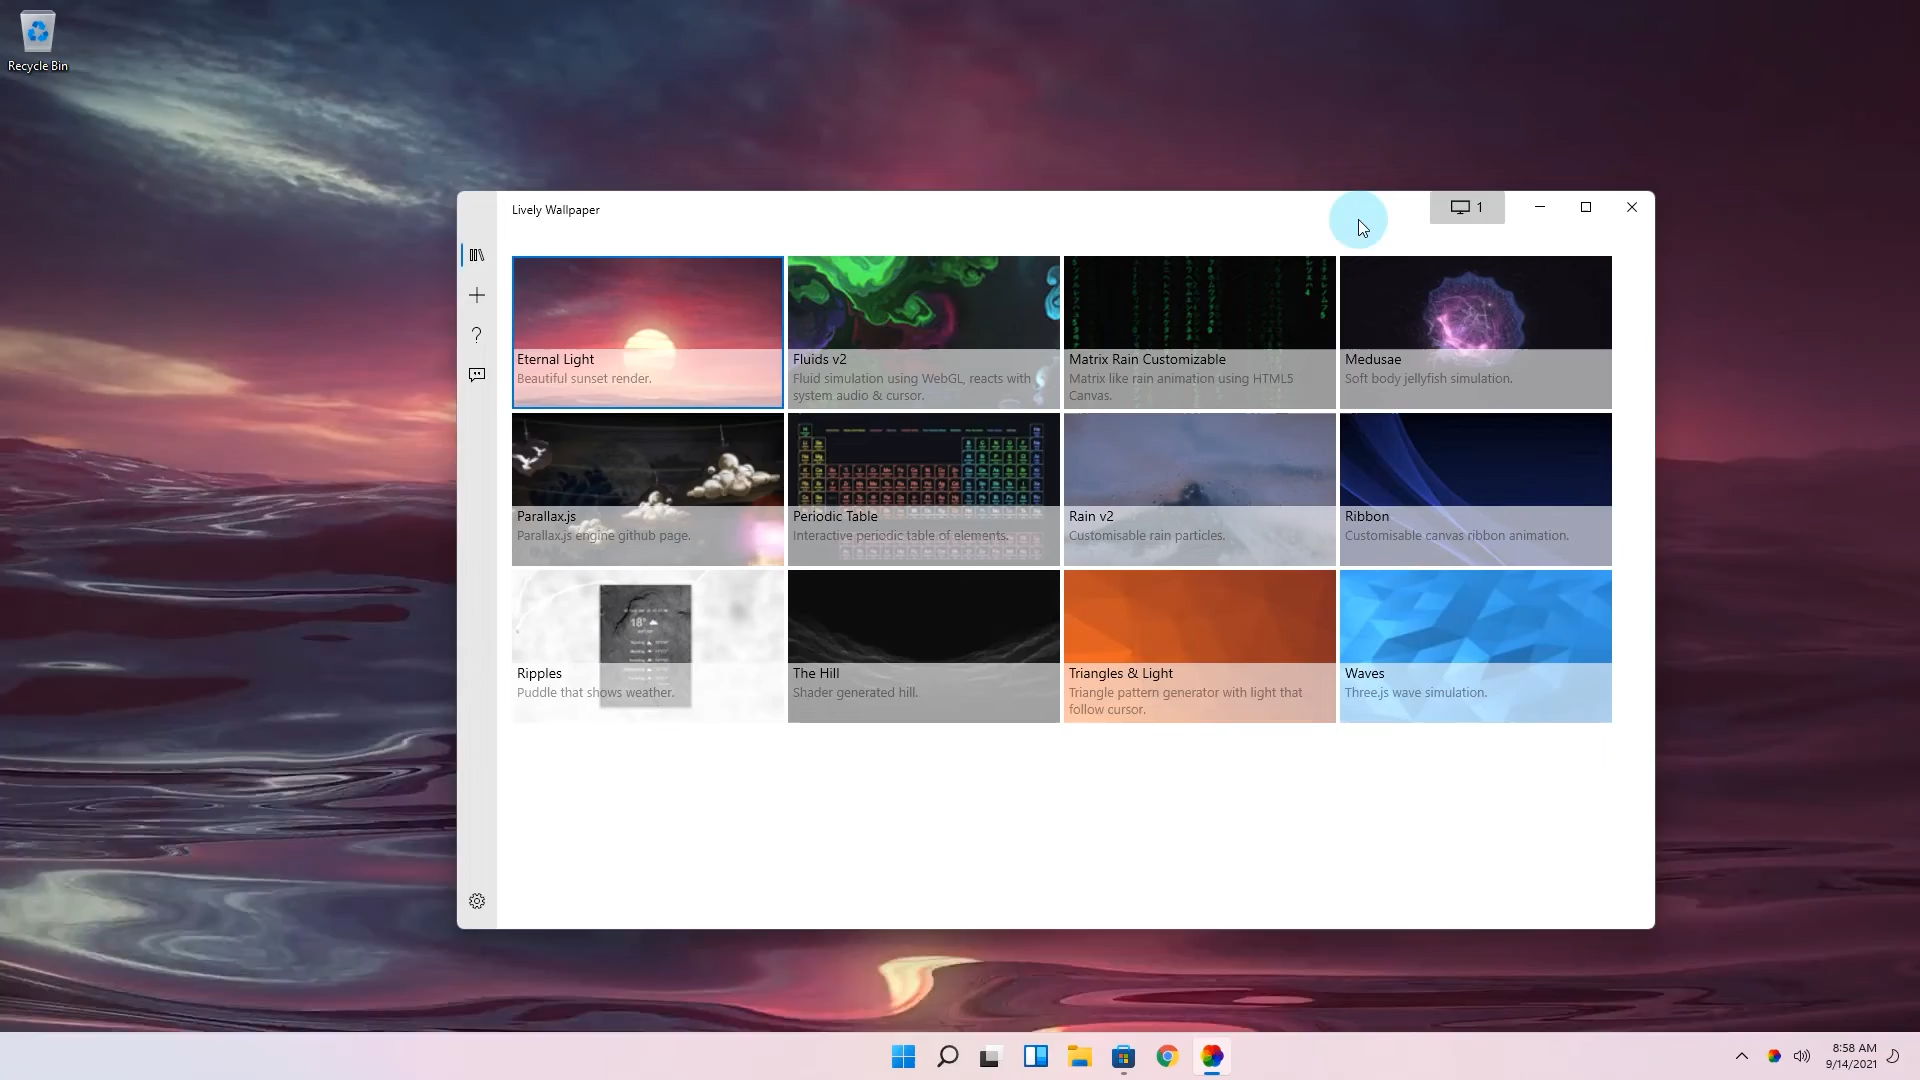 Recycle Bin
Lively Wallpaper
1
Eternal Light
Beautiful sunset render.
Fluids v2
Fluid simulation using WebGL, reacts with
system audio & cursor.
Matrix Rain Customizable
Matrix like rain animation using HTML5
Canvas.
Medusae
Soft body jellyfish simulation.
Parallax.js
Parallax.js engine github page.
Periodic Table
Interactive periodic table of elements.
Rain v2
Customisable rain particles.
Ribbon
Customisable canvas ribbon animation.
18°
Ripples
Puddle that shows weather.
The Hill
Shader generated hill.
Triangles & Light
Triangle pattern generator with light that
follow cursor.
Waves
Three.js wave simulation.
8:58 AM
9/14/2021